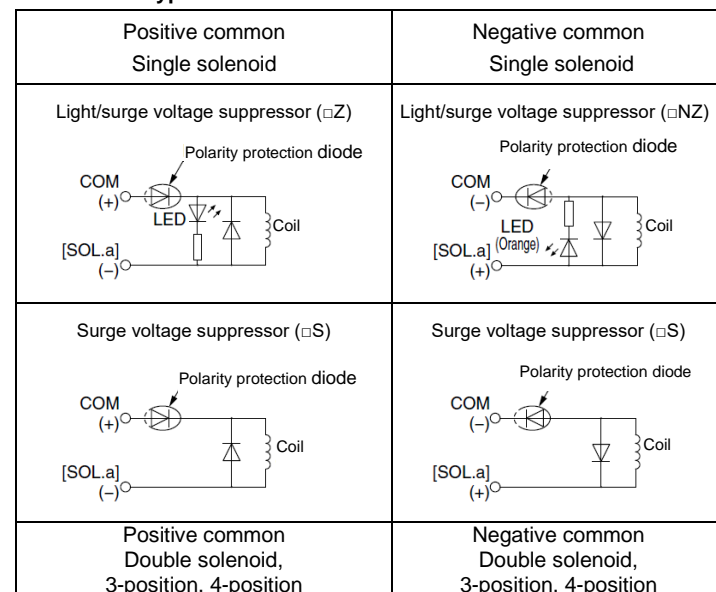 Positive common
Single solenoid
Negative common
Single solenoid
Light/surge voltage suppressor (□Z)
Polarity protection diode
COM
(+)
LED
Coil
[SOL.a]
(−)
Light/surge voltage suppressor (□NZ)
Polarity protection diode
COM
(−)
LED
(Orange)
Coil
[SOL.a]
(+)
Surge voltage suppressor (□S)
Polarity protection diode
COM
(+)
Coil
[SOL.a]
(−)
Surge voltage suppressor (□S)
Polarity protection diode
COM
(−)
Coil
[SOL.a]
(+)
Positive common
Double solenoid,
3-position, 4-position
Negative common
Double solenoid,
3-position, 4-position